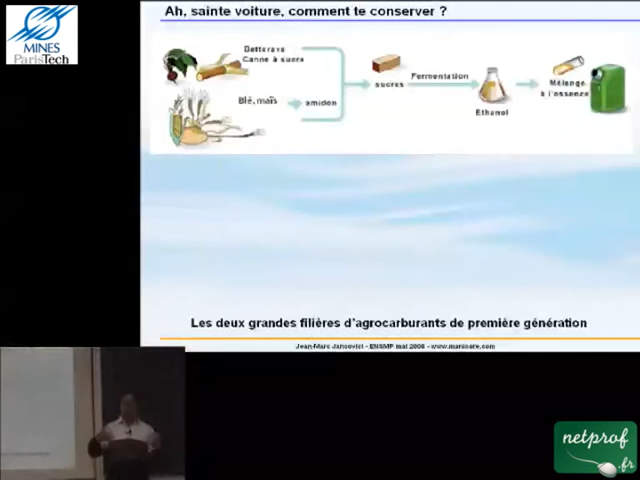 MINES
ParisTech
Ah, sainte voiture, comment te conserver ?
Betterave
Canne à sucre
Blé, maïs
amidon
sucres
Fermentation
Ethanol
Mélange
à l'essence
Les deux grandes filières d'agrocarburants de première génération
Jean-Marc Jancovici - ENSMP mai 2008 - www.manicore.com
netprof
.fr